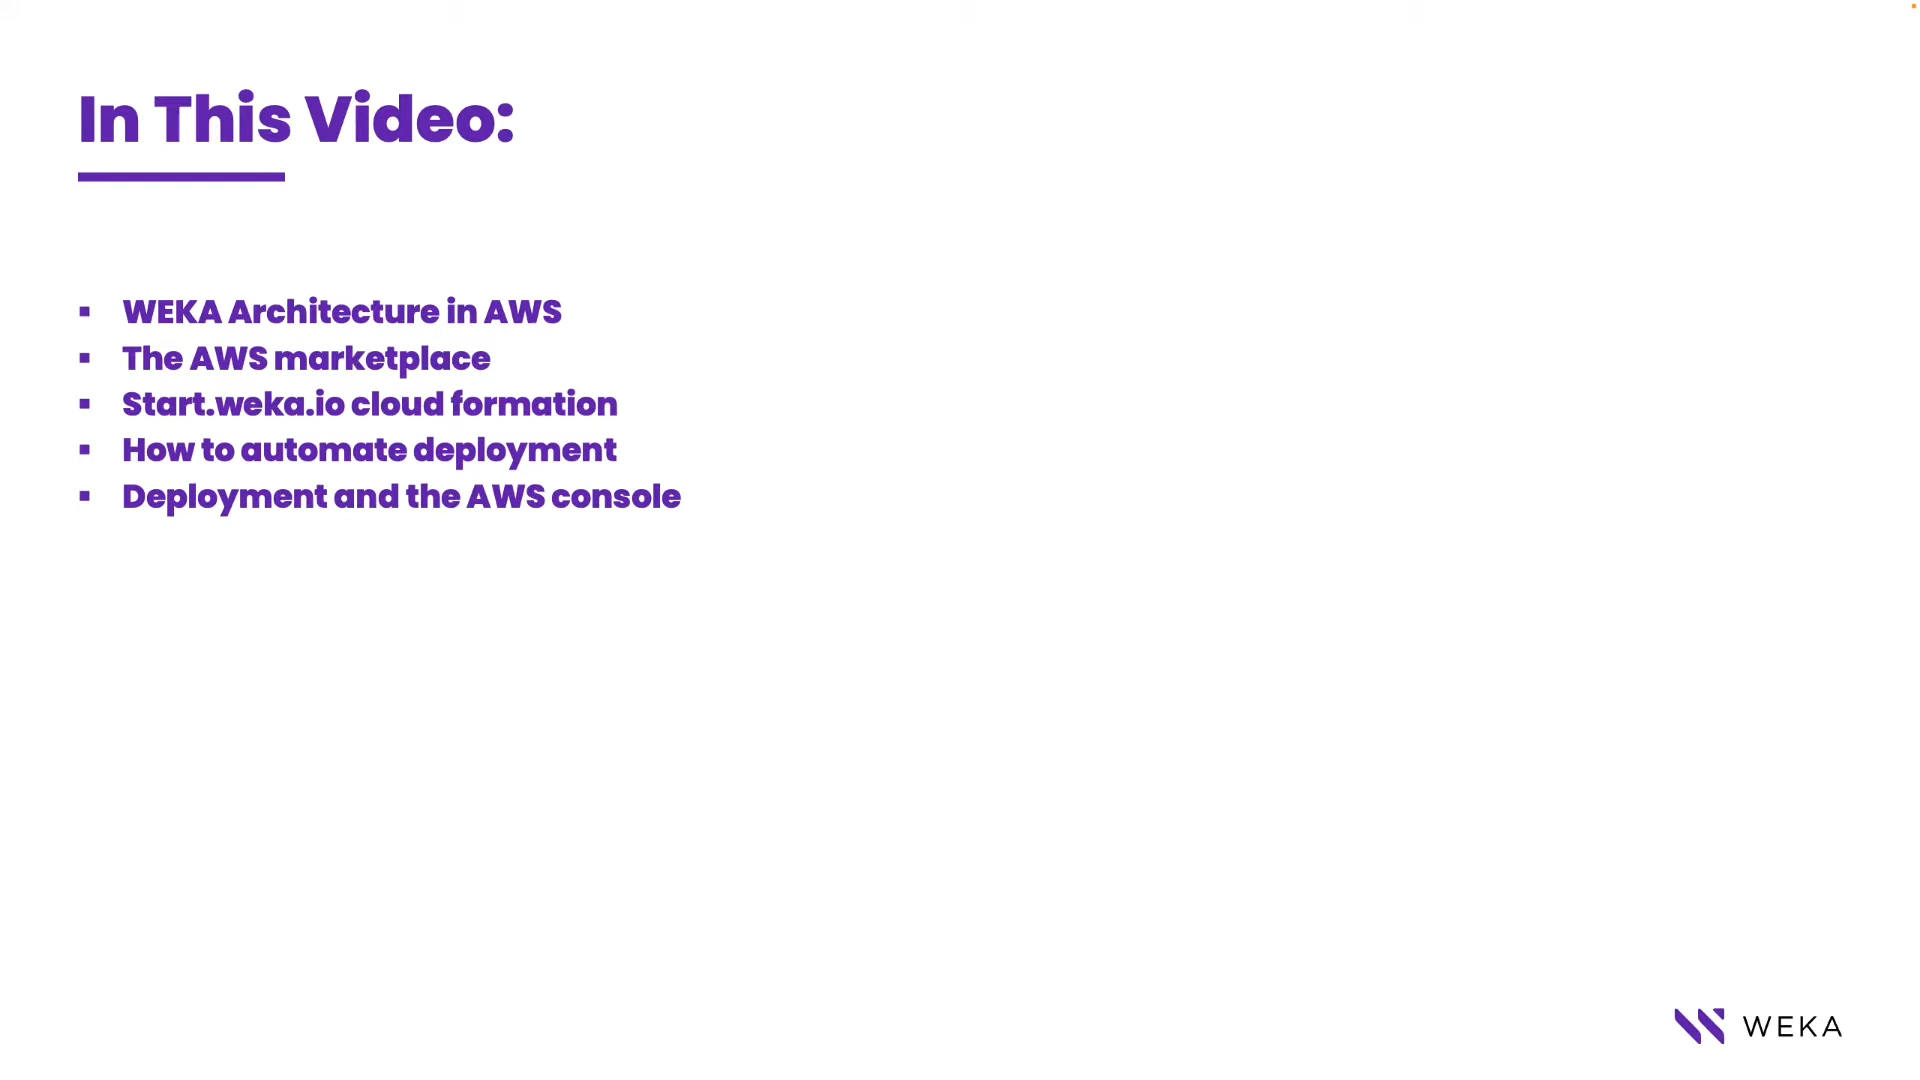 In This Video:
▪ WEKA Architecture in AWS
▪ The AWS marketplace
▪ Start.weka.io cloud formation
▪ How to automate deployment
▪ Deployment and the AWS console
WEKA